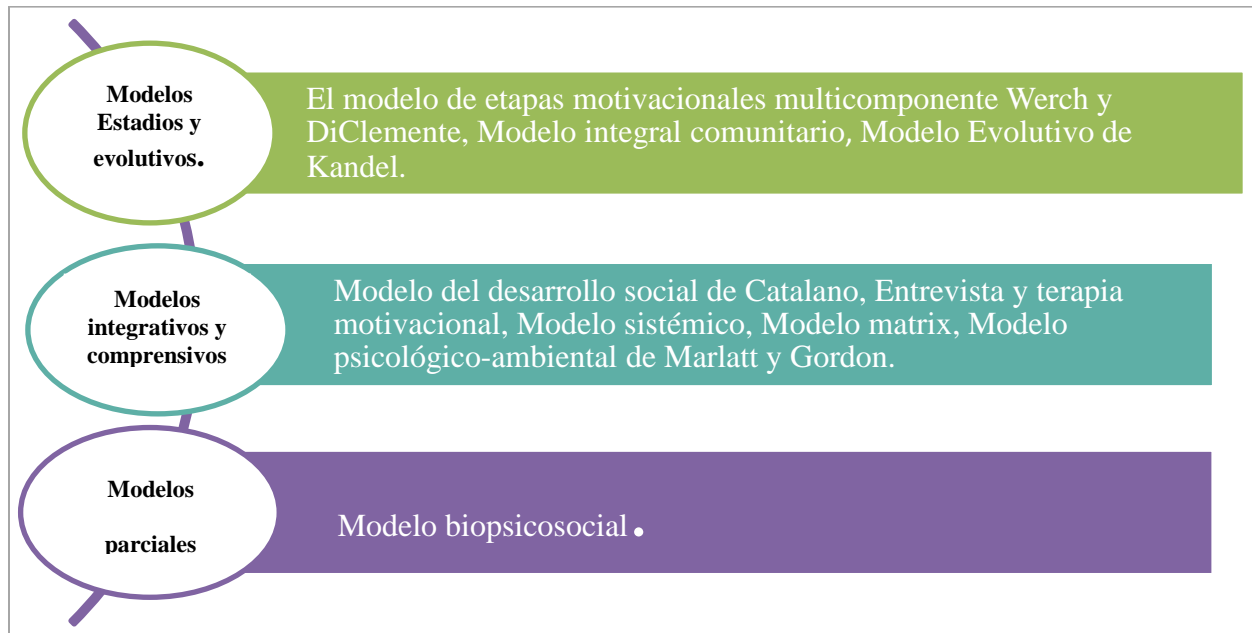 Modelos
Estadios y
evolutivos.
El modelo de etapas motivacionales multicomponente Werch y
DiClemente, Modelo integral comunitario, Modelo Evolutivo de
Kandel.
Modelos
integrativos y
comprensivos
Modelo del desarrollo social de Catalano, Entrevista y terapia
motivacional, Modelo sistémico, Modelo matrix, Modelo
psicológico-ambiental de Marlatt y Gordon.
Modelos
parciales
Modelo biopsicosocial.